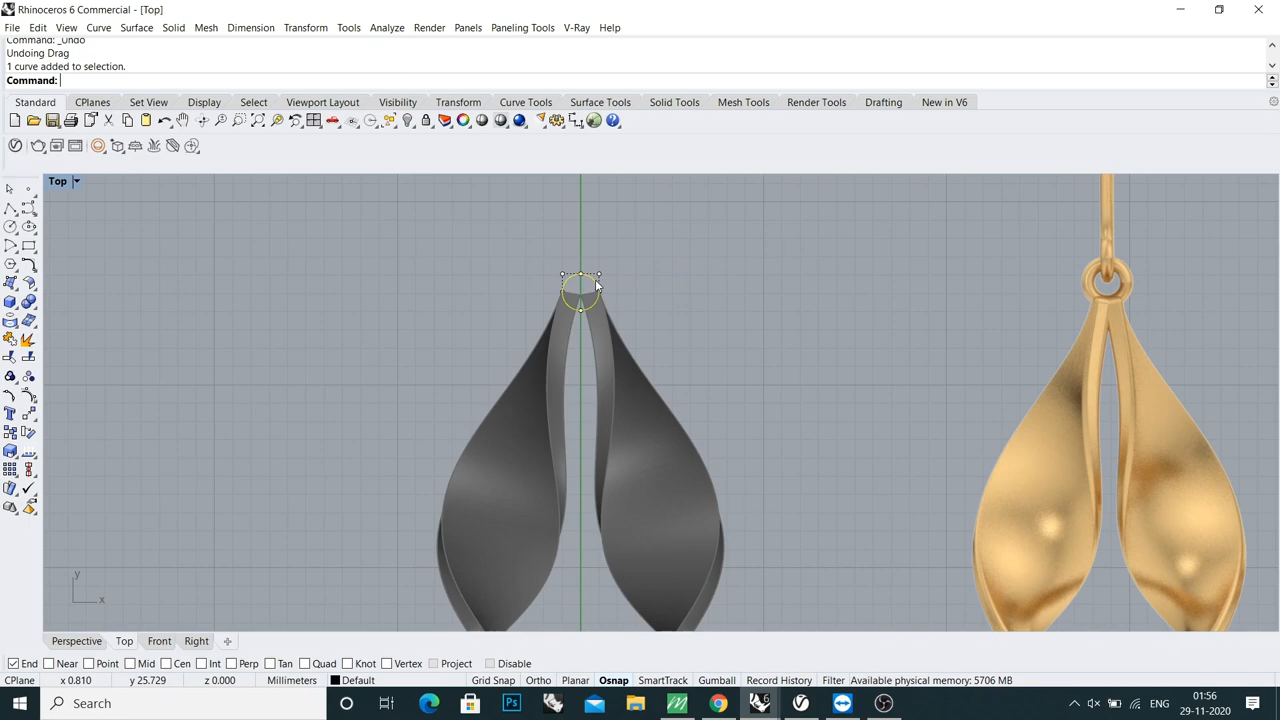 Rhinoceros 6 Commercial - [Top]
File Edit View Curve Surface Solid Mesh Dimension Transform Tools Analyze Render Panels Paneling Tools V-Ray Help
Command: _Undo
Undoing Drag
1 curve added to selection.
Command:
Standard CPlanes Set View Display Select Viewport Layout Visibility Transform Curve Tools Surface Tools Solid Tools Mesh Tools Render Tools Drafting New in V6
Top
y
x
Perspective Top Front Right
End Near Point Mid Cen Int Perp Tan Quad Knot Vertex Project Disable
CPlane x 0.810 y 25.729 z 0.000 Millimeters Default Grid Snap Ortho Planar Osnap SmartTrack Gumball Record History Filter Available physical memory: 5706 MB
Search Ps 6 ENG 01:56
29-11-2020